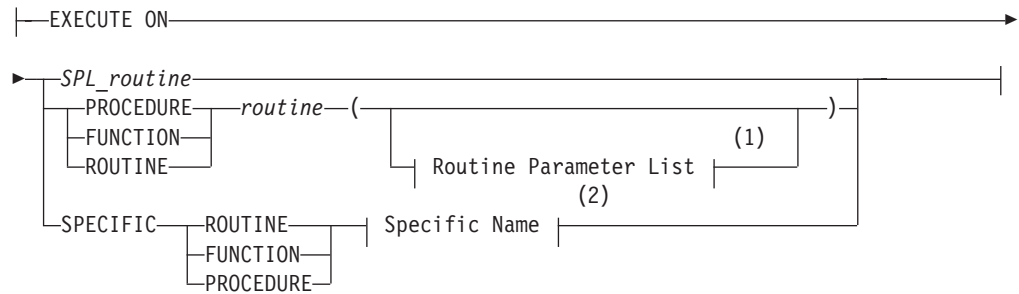 EXECUTE ON
SPL_routine
PROCEDURE routine ( )
FUNCTION (1)
ROUTINE Routine Parameter List
(2)
SPECIFIC ROUTINE Specific Name
FUNCTION
PROCEDURE